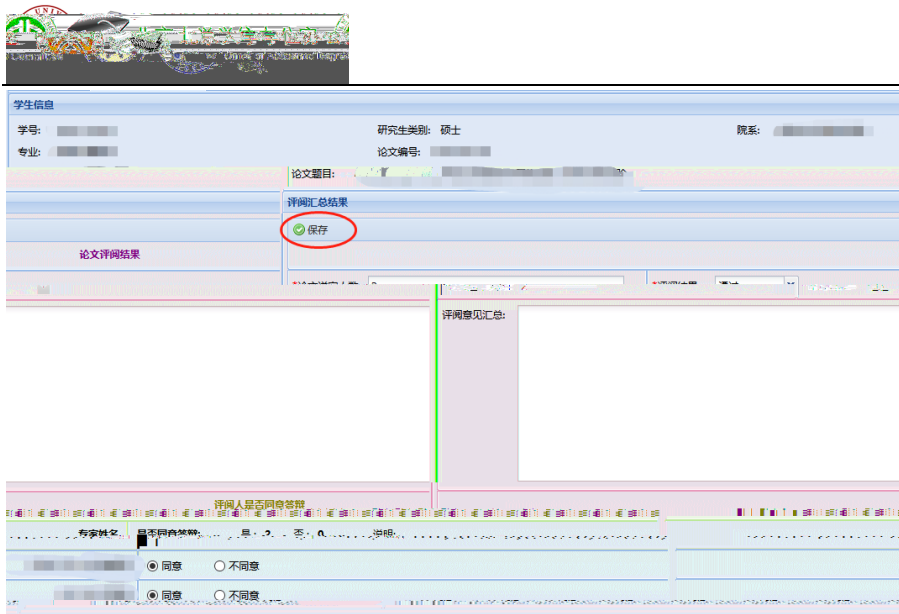 学生信息
学号: 研究生类别: 硕士 院系:
专业: 论文编号:
论文题目:
评阅汇总结果
保存
论文评阅结果
评阅意见汇总:
评阅人是否同意答辩
专家姓名 是否同意答辩: 是: 2 否: 0 说明:
同意 不同意
同意 不同意